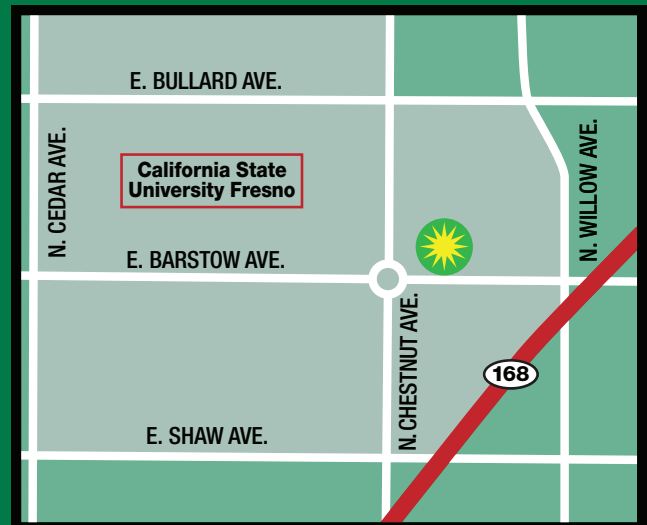 E. BULLARD AVE.
N. CEDAR AVE.
California State
University Fresno
N. WILLOW AVE.
E. BARSTOW AVE.
N. CHESTNUT AVE.
168
E. SHAW AVE.